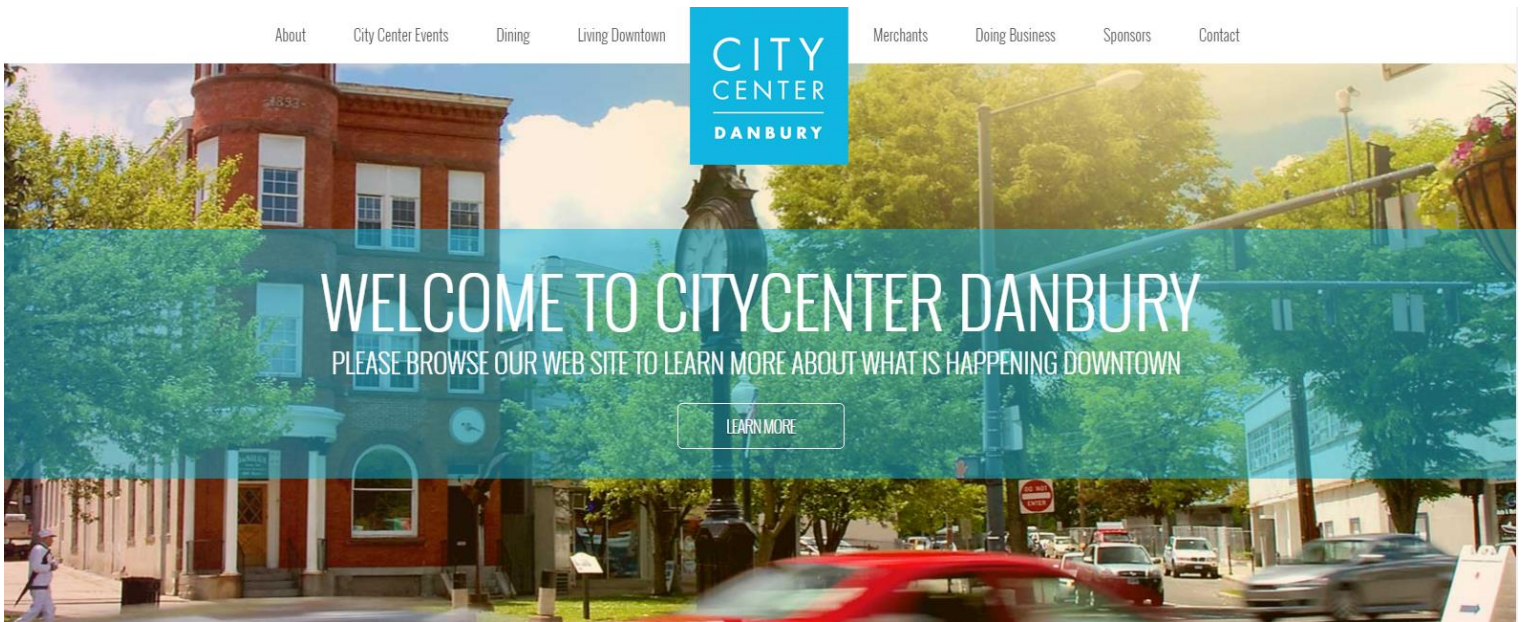 About
City Center Events
Dining
Living Downtown
CITY
CENTER
DANBURY
Merchants
Doing Business
Sponsors
Contact
-1893-
WELCOME TO CITYCENTER DANBURY
PLEASE BROWSE OUR WEB SITE TO LEARN MORE ABOUT WHAT IS HAPPENING DOWNTOWN
LEARN MORE
DO NOT
ENTER